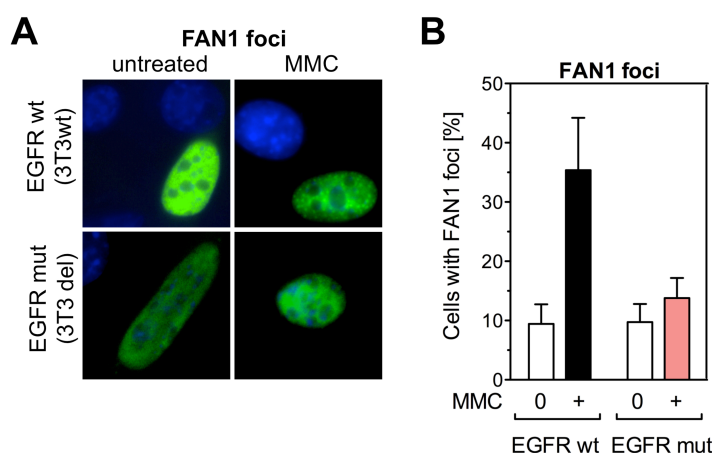 A
FAN1 foci
untreated
MMC
EGFR wt
(3T3wt)
EGFR mut
(3T3 del)
B
FAN1 foci
Cells with FAN1 foci [%]
50
40
30
20
10
0
MMC 0 + 0 +
EGFR wt EGFR mut